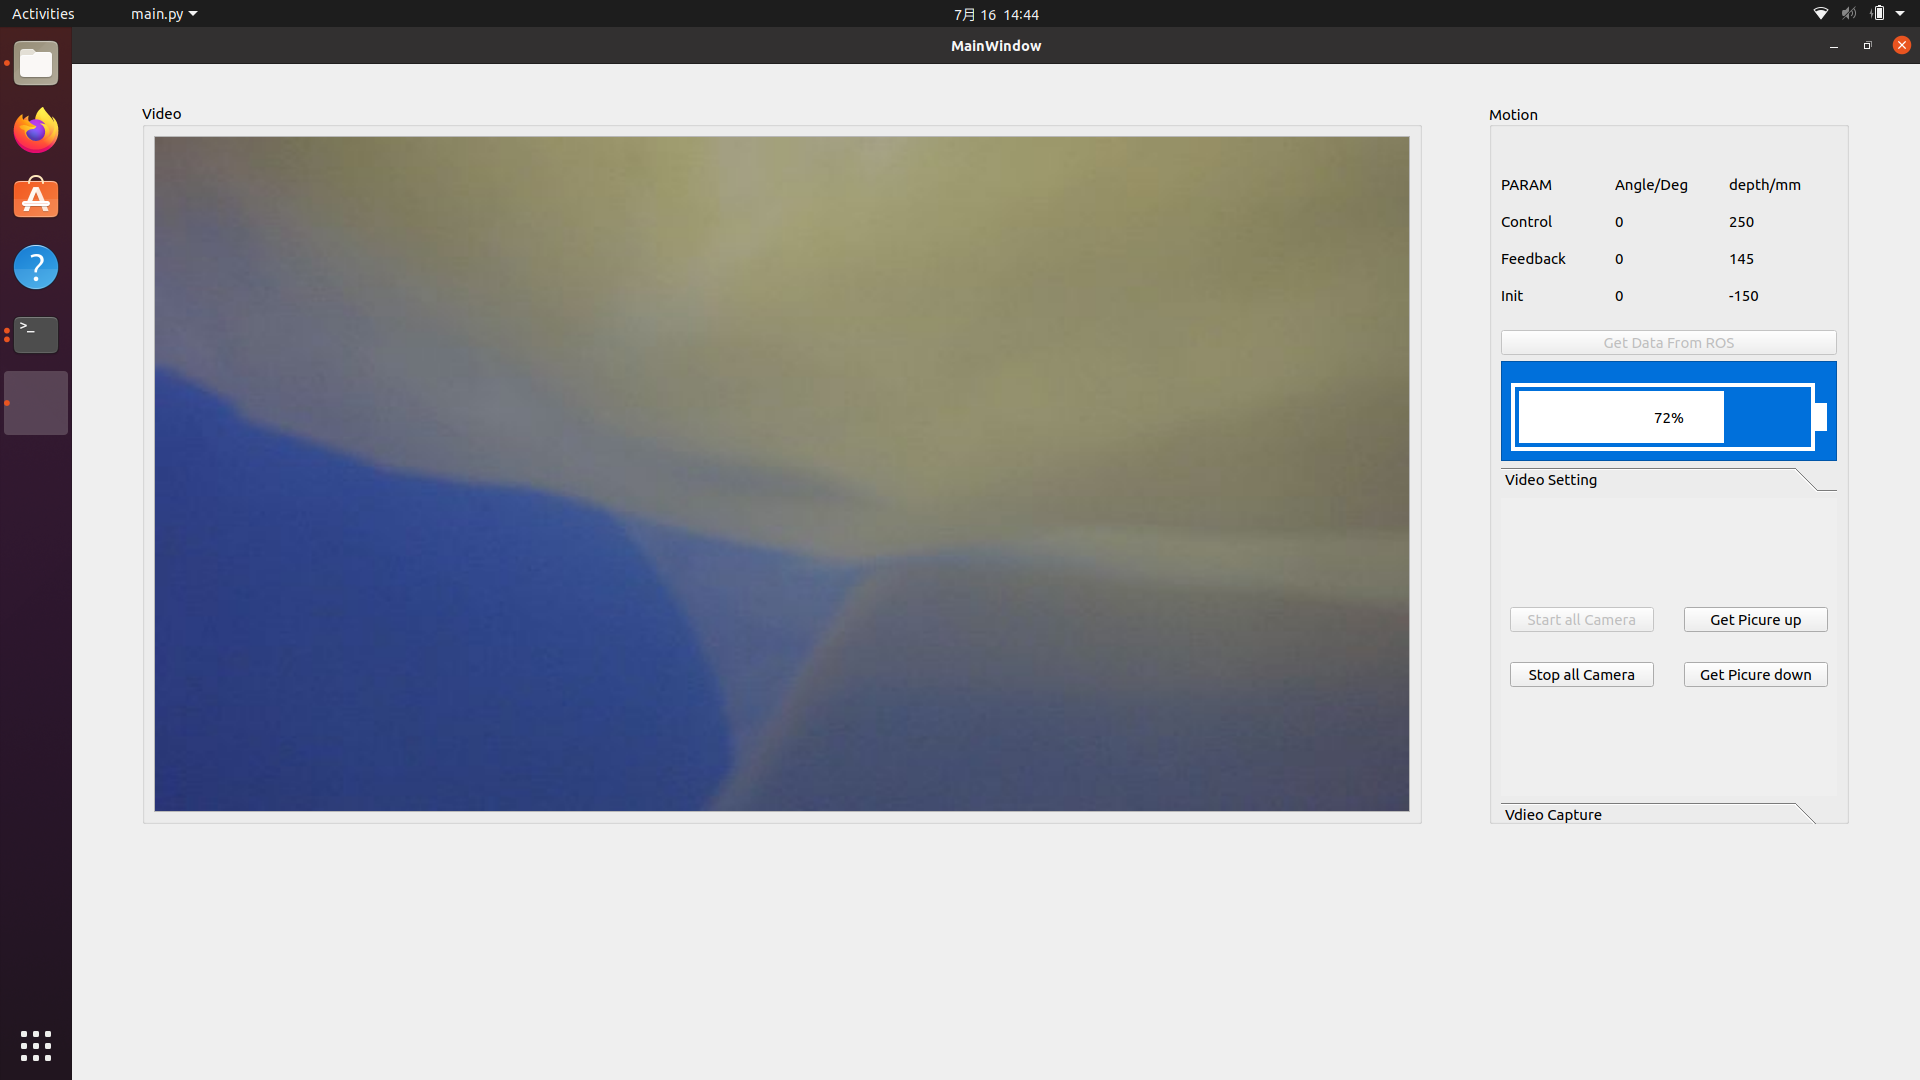 Activities
main.py
7月 16 14:44
MainWindow
Video
Motion
PARAM Angle/Deg depth/mm
Control 0 250
Feedback 0 145
Init 0 -150
Get Data From ROS
72%
Video Setting
Start all Camera Get Picure up
Stop all Camera Get Picure down
Vdieo Capture